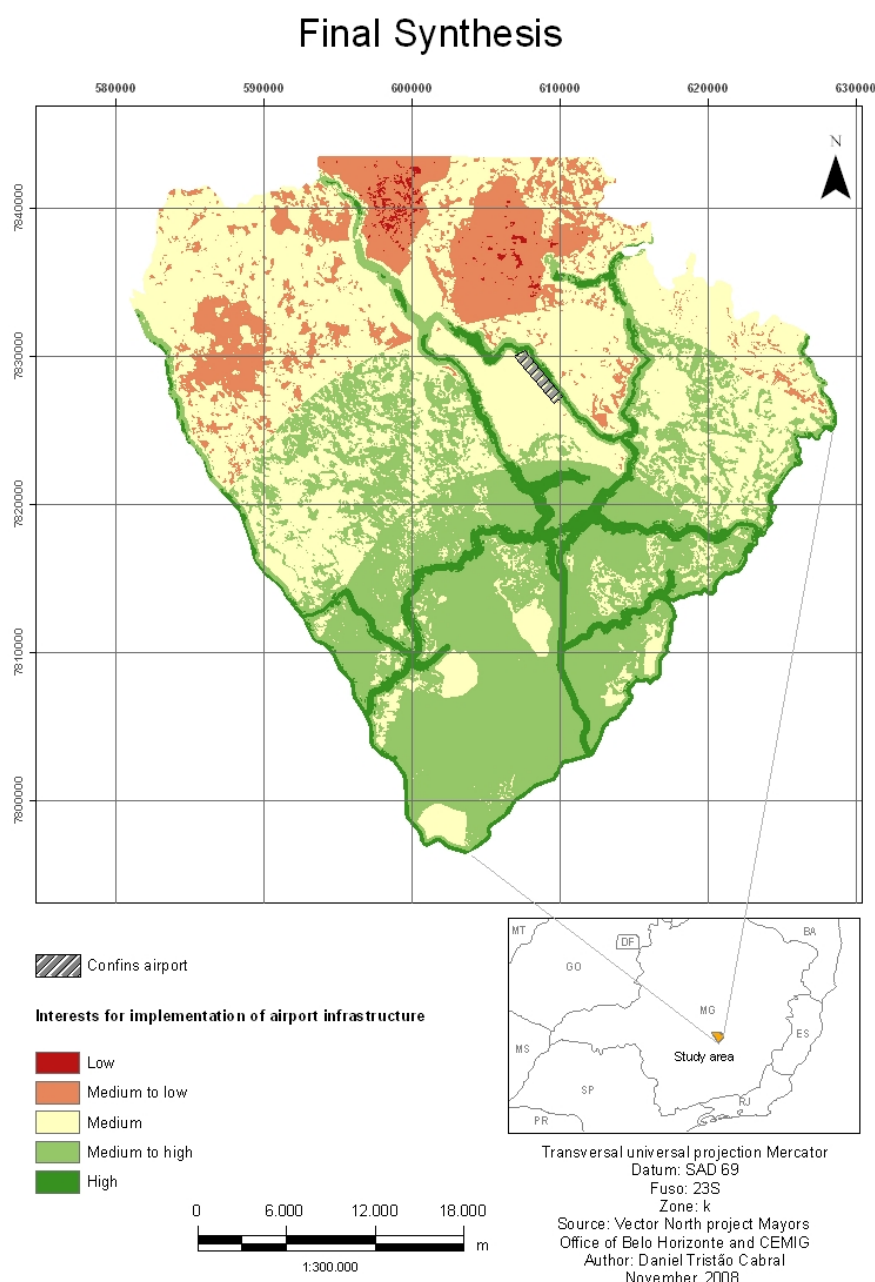 Final Synthesis
580000 590000 600000 610000 620000 630000
N
7840000
7830000
7820000
7810000
7800000
Confins airport
Interests for implementation of airport infrastructure
Low
Medium to low
Medium
Medium to high
High
0 6.000 12.000 18.000
m
1:300.000
MT
DF
BA
GO
MG
ES
MS
Study area
SP
RJ
PR
Transversal universal projection Mercator
Datum: SAD 69
Fuso: 23S
Zone: k
Source: Vector North project Mayors
Office of Belo Horizonte and CEMIG
Author: Daniel Tristão Cabral
November, 2008